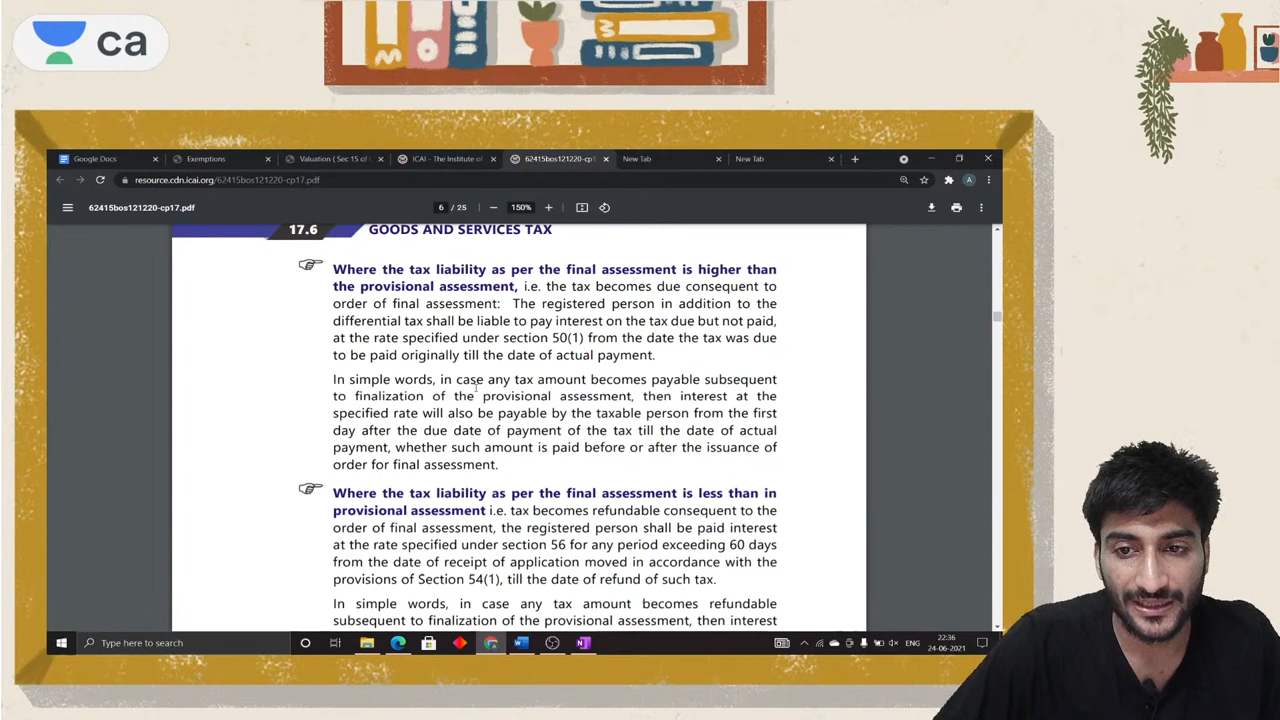 ca
Google Docs
Exemptions
Valuation ( Sec 15 of
ICAI - The Institute of
62415bos121220-cp1
New Tab
New Tab
resource.cdn.icai.org/62415bos121220-cp17.pdf
A
62415bos121220-cp17.pdf
6 / 25
150%
17.6 GOODS AND SERVICES TAX
Where the tax liability as per the final assessment is higher than
the provisional assessment, i.e. the tax becomes due consequent to
order of final assessment: The registered person in addition to the
differential tax shall be liable to pay interest on the tax due but not paid,
at the rate specified under section 50(1) from the date the tax was due
to be paid originally till the date of actual payment.
In simple words, in case any tax amount becomes payable subsequent
to finalization of the provisional assessment, then interest at the
specified rate will also be payable by the taxable person from the first
day after the due date of payment of the tax till the date of actual
payment, whether such amount is paid before or after the issuance of
order for final assessment.
Where the tax liability as per the final assessment is less than in
provisional assessment i.e. tax becomes refundable consequent to the
order of final assessment, the registered person shall be paid interest
at the rate specified under section 56 for any period exceeding 60 days
from the date of receipt of application moved in accordance with the
provisions of Section 54(1), till the date of refund of such tax.
In simple words, in case any tax amount becomes refundable
subsequent to finalization of the provisional assessment, then interest
Type here to search
ENG
22:36
24-06-2021